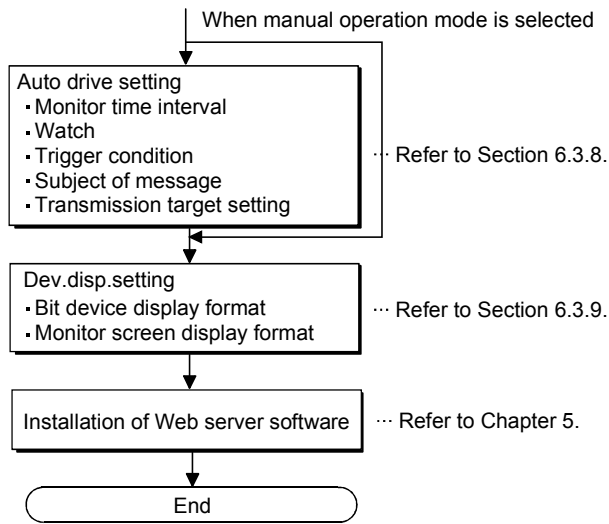 When manual operation mode is selected
Auto drive setting
▪ Monitor time interval
▪ Watch
▪ Trigger condition
▪ Subject of message
▪ Transmission target setting
··· Refer to Section 6.3.8.
Dev.disp.setting
▪ Bit device display format
▪ Monitor screen display format
··· Refer to Section 6.3.9.
Installation of Web server software
··· Refer to Chapter 5.
End